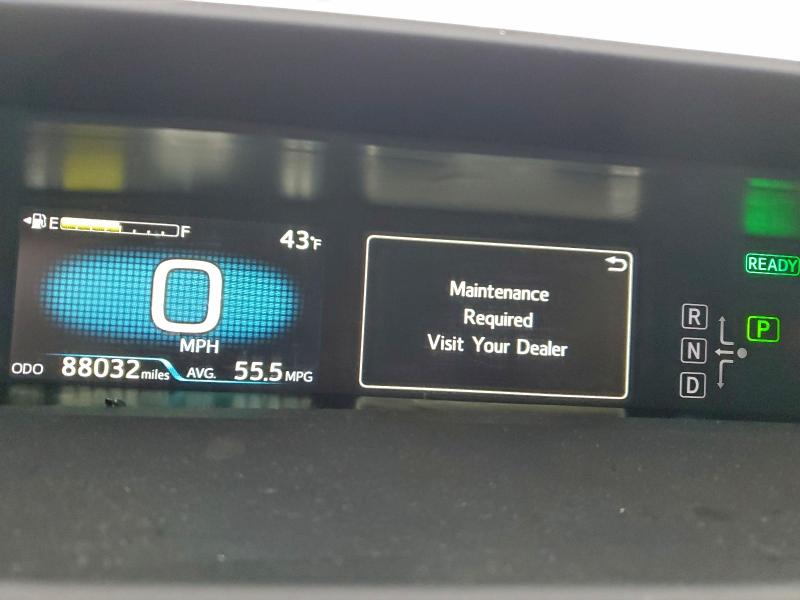 E F
43°F
0
MPH
ODO 88032 miles AVG. 55.5 MPG
Maintenance
Required
Visit Your Dealer
READY
R
N
D
P